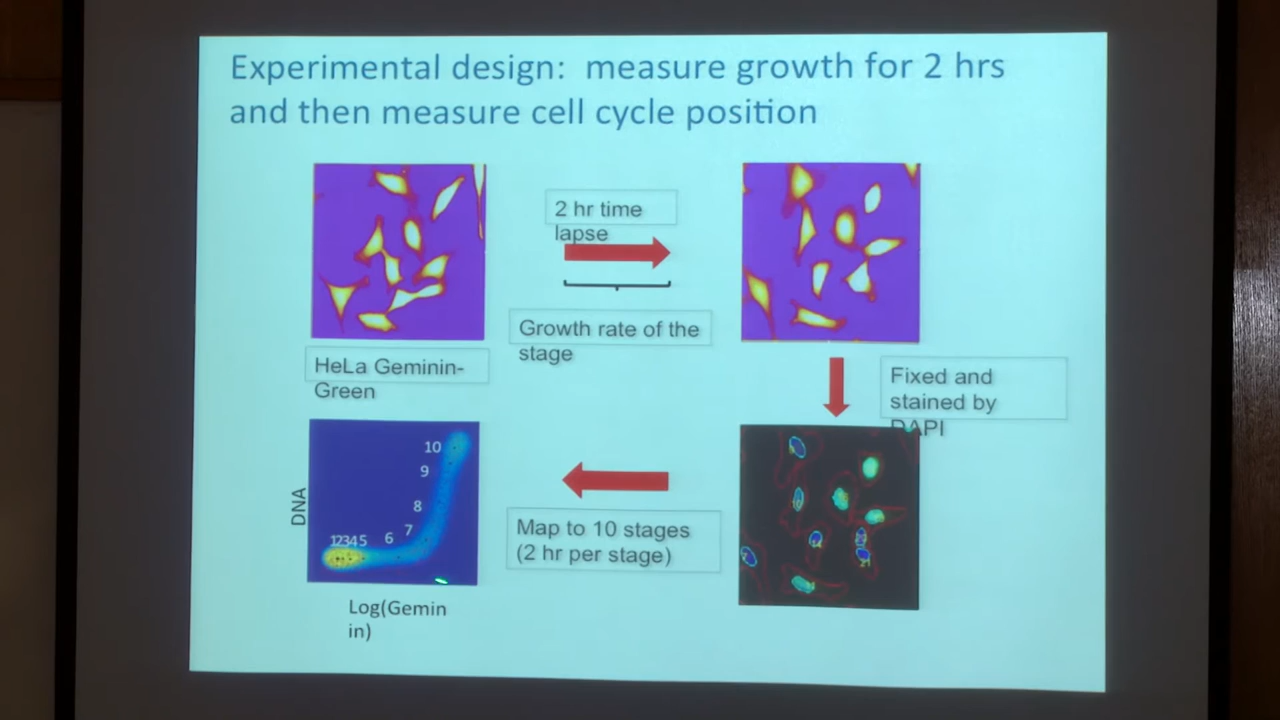 Experimental design: measure growth for 2 hrs
and then measure cell cycle position
2 hr time
lapse
Growth rate of the
stage
HeLa Geminin-
Green
Fixed and
stained by
DAPI
10
9
8
7
6
12345
DNA
Log(Gemin
in)
Map to 10 stages
(2 hr per stage)